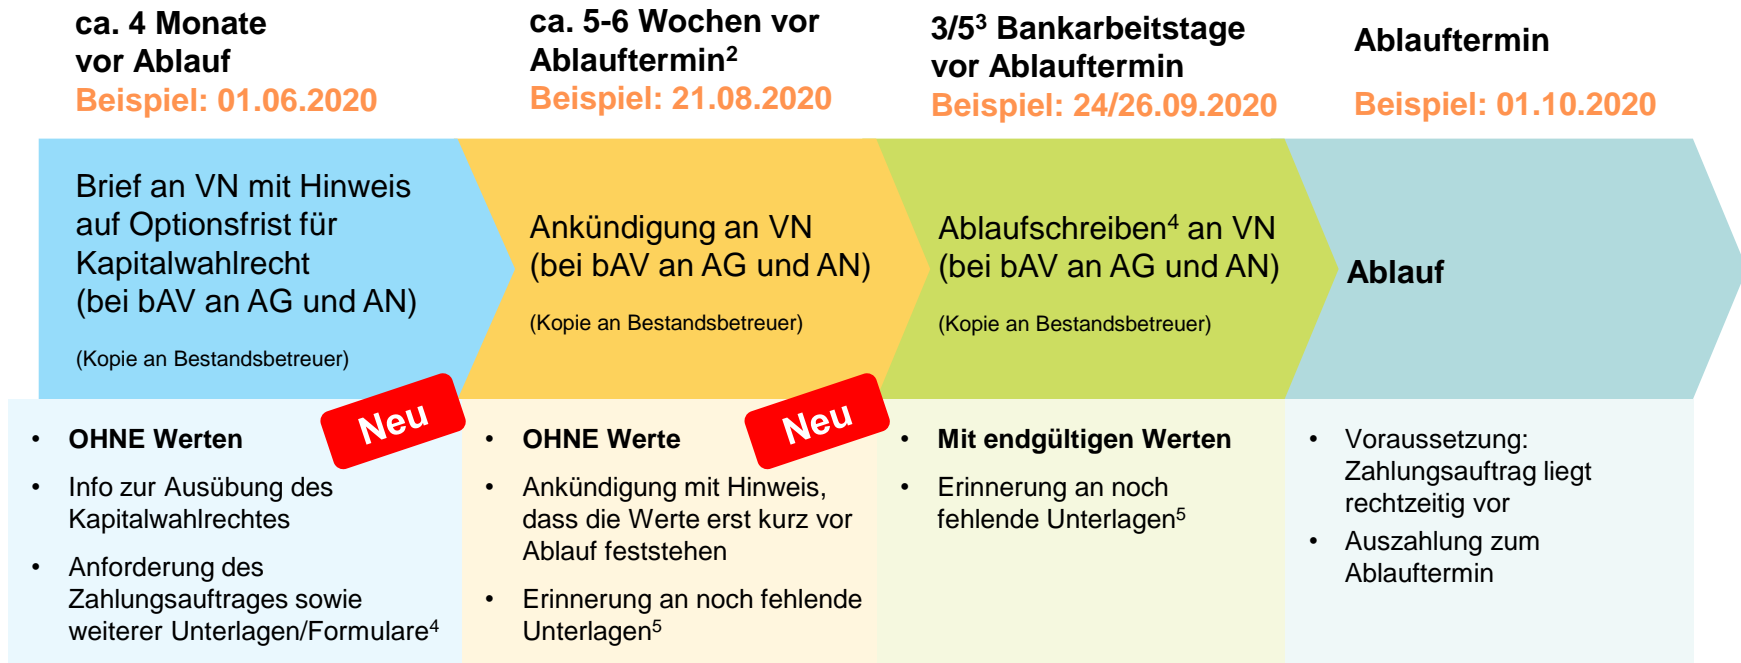 ca. 4 Monate
vor Ablauf
Beispiel: 01.06.2020
ca. 5-6 Wochen vor
Ablauftermin²
Beispiel: 21.08.2020
3/5³ Bankarbeitstage
vor Ablauftermin
Beispiel: 24/26.09.2020
Ablauftermin
Beispiel: 01.10.2020
Brief an VN mit Hinweis
auf Optionsfrist für
Kapitalwahlrecht
(bei bAV an AG und AN)
(Kopie an Bestandsbetreuer)
Ankündigung an VN
(bei bAV an AG und AN)
(Kopie an Bestandsbetreuer)
Ablaufschreiben⁴ an VN
(bei bAV an AG und AN)
(Kopie an Bestandsbetreuer)
Ablauf
Neu
• OHNE Werten
• Info zur Ausübung des
Kapitalwahlrechtes
• Anforderung des
Zahlungsauftrages sowie
weiterer Unterlagen/Formulare⁴
Neu
• OHNE Werte
• Ankündigung mit Hinweis,
dass die Werte erst kurz vor
Ablauf feststehen
• Erinnerung an noch fehlende
Unterlagen⁵
• Mit endgültigen Werten
• Erinnerung an noch
fehlende Unterlagen⁵
• Voraussetzung:
Zahlungsauftrag liegt
rechtzeitig vor
• Auszahlung zum
Ablauftermin